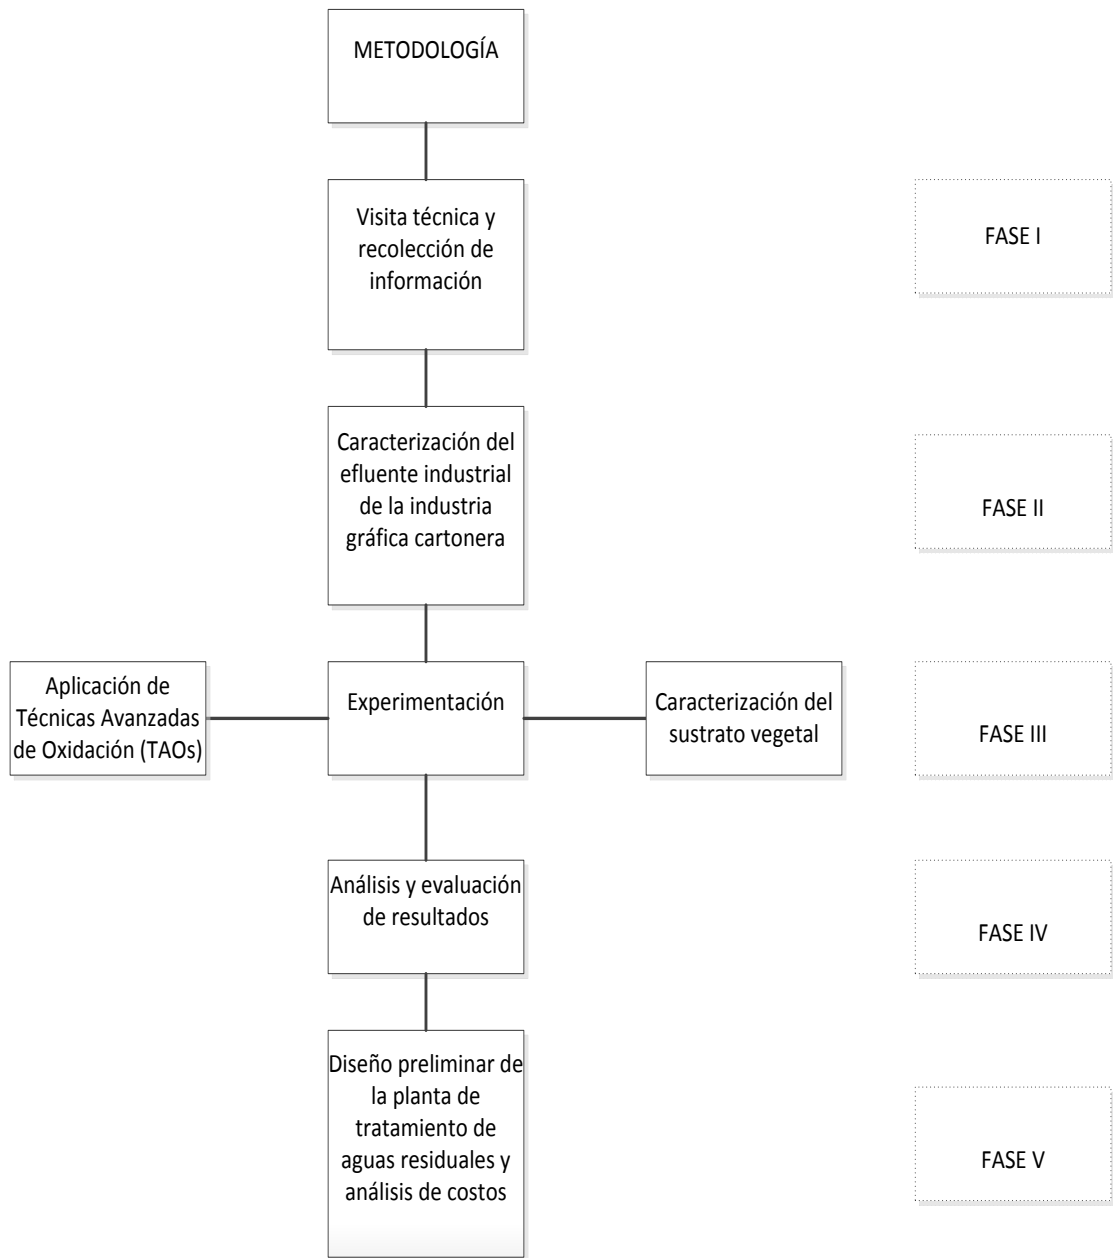 METODOLOGÍA
Visita técnica y
recolección de
información
FASE I
Caracterización del
efluente industrial
de la industria
gráfica cartonera
FASE II
Aplicación de
Técnicas Avanzadas
de Oxidación (TAOs)
Experimentación
Caracterización del
sustrato vegetal
FASE III
Análisis y evaluación
de resultados
FASE IV
Diseño preliminar de
la planta de
tratamiento de
aguas residuales y
análisis de costos
FASE V